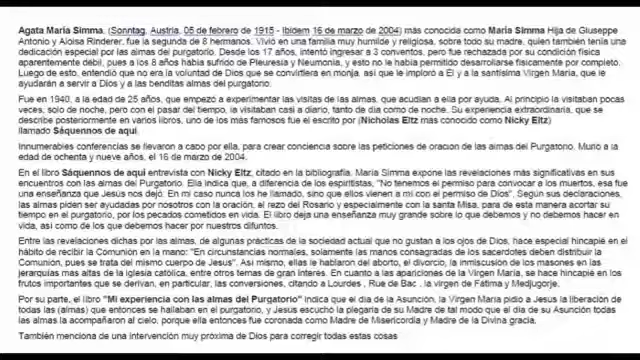 Agata María Simma. (Sonntag, Austria, 05 de febrero de 1915 - Ibídem 16 de marzo de 2004) más conocida como María Simma Hija de Giuseppe
Antonio y Aloisa Rinderer, fue la segunda de 8 hermanos. Vivió en una familia muy humilde y religiosa, sobre todo su madre, quien también tenía una
dedicación especial por las almas del purgatorio. Desde los 17 años, intentó ingresar a 3 conventos, pero fue rechazada por su condición física
aparentemente débil, pues a los 8 años había sufrido de Pleuresía y Neumonía, y esto no le había permitido desarrollarse físicamente por completo.
Luego de esto, entendió que no era la voluntad de Dios que se convirtiera en monja, así que le imploró a Él y a la santísima Virgen María, que le
ayudarán a servir a Dios y a las benditas almas del purgatorio.
Fue en 1940, a la edad de 25 años, que empezó a experimentar las visitas de las almas, que acudían a ella por ayuda. Al principio la visitaban pocas
veces, solo de noche, pero con el pasar del tiempo, la visitaban casi a diario, tanto de día como de noche. Su experiencia extraordinaria, que se
describe posteriormente en varios libros, uno de los más famosos fue el escrito por (Nicholas Eltz más conocido como Nicky Eltz)
llamado Sáquennos de aquí.
Innumerables conferencias se llevaron a cabo por ella, para crear conciencia sobre las peticiones de oracion de las almas del Purgatorio. Murió a la
edad de ochenta y nueve años, el 16 de marzo de 2004.
En el libro Sáquennos de aquí entrevista con Nicky Eltz, citado en la bibliografía, María Simma expone las revelaciones más significativas en sus
encuentros con las almas del Purgatorio. Ella indica que, a diferencia de los espiritistas, "No tenemos el permiso para convocar a los muertos, esa fue
una enseñanza que Jesús nos dejó. En mi caso nunca los he llamado, sino que ellos vienen a mi con el permiso de Dios". Según sus declaraciones,
las almas piden ser ayudadas por nosotros con la oración, el rezo del Rosario y especialmente con la santa Misa, para de esta manera acortar su
tiempo en el purgatorio, por los pecados cometidos en vida. El libro deja una enseñanza muy grande sobre lo que debemos y no debemos hacer en
vida, así como de los que debemos hacer por nuestros difuntos.
Entre las revelaciones dichas por las almas, de algunas prácticas de la sociedad actual que no gustan a los ojos de Dios, hace especial hincapié en el
hábito de recibir la Comunión en la mano: "En circunstancias normales, solamente las manos consagradas de los sacerdotes deben distribuir la
Comunión, pues se trata del mismo cuerpo de Jesús". Así mismo, ellas le hablaron del aborto, el divorcio, la inmiscusión de los masones en las
jerarquías mas altas de la iglesia católica, entre otros temas de gran interés. En cuanto a las apariciones de la Virgen María, se hace hincapié en los
frutos importantes que se derivan, en particular, las conversiones, citando a Lourdes , Rue de Bac , la virgen de Fátima y Medjugorje.
Por su parte, el libro "Mi experiencia con las almas del Purgatorio" indica que el día de la Asunción, la Virgen María pidió a Jesús la liberación de
todas las (almas) que entonces se hallaban en el purgatorio, y Jesús escuchó la plegaria de su Madre de tal modo que el día de su Asunción todas
las almas la acompañaron al cielo, porque ella entonces fue coronada como Madre de Misericordia y Madre de la Divina gracia.
También menciona de una intervención muy próxima de Dios para corregir todas estas cosas